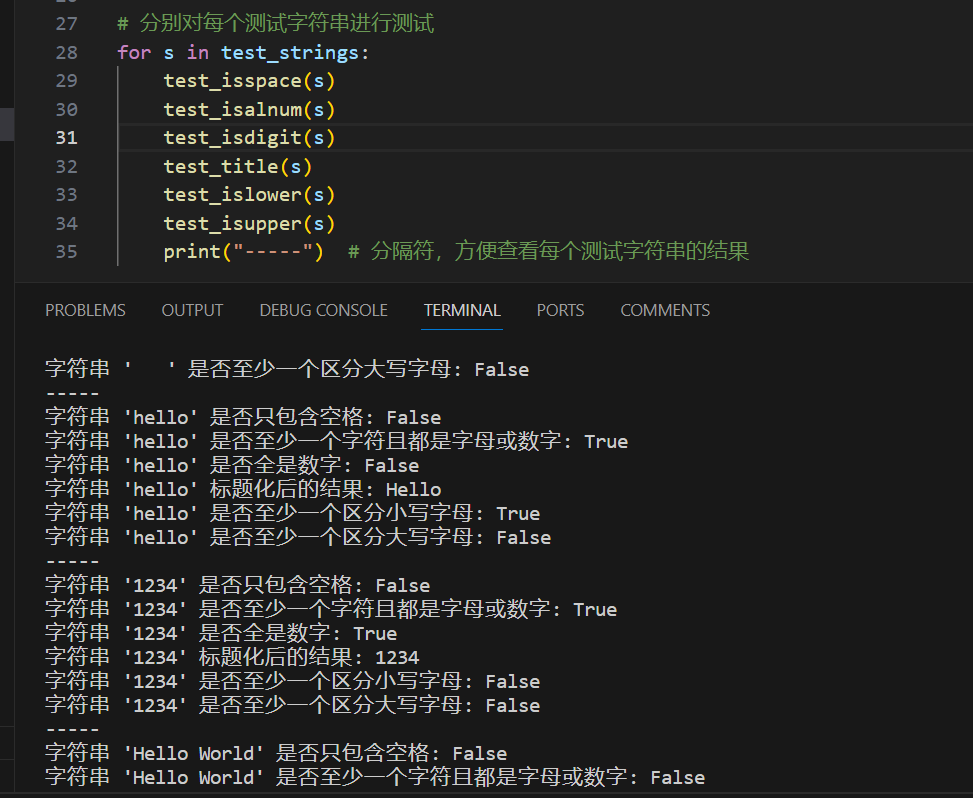 27 # 分别对每个测试字符串进行测试
28 for s in test_strings:
29     test_isspace(s)
30     test_isalnum(s)
31     test_isdigit(s)
32     test_title(s)
33     test_islower(s)
34     test_isupper(s)
35     print("-----")  # 分隔符，方便查看每个测试字符串的结果
PROBLEMS OUTPUT DEBUG CONSOLE TERMINAL PORTS COMMENTS
字符串 '   ' 是否至少一个区分大写字母: False
-----
字符串 'hello' 是否只包含空格: False
字符串 'hello' 是否至少一个字符且都是字母或数字: True
字符串 'hello' 是否全是数字: False
字符串 'hello' 标题化后的结果: Hello
字符串 'hello' 是否至少一个区分小写字母: True
字符串 'hello' 是否至少一个区分大写字母: False
-----
字符串 '1234' 是否只包含空格: False
字符串 '1234' 是否至少一个字符且都是字母或数字: True
字符串 '1234' 是否全是数字: True
字符串 '1234' 标题化后的结果: 1234
字符串 '1234' 是否至少一个区分小写字母: False
字符串 '1234' 是否至少一个区分大写字母: False
-----
字符串 'Hello World' 是否只包含空格: False
字符串 'Hello World' 是否至少一个字符且都是字母或数字: False